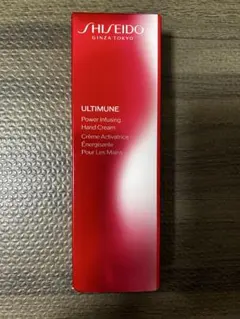 SHISEIDO
GINZA TOKYO
ULTIMUNE
Power Infusing
Hand Cream
Crème Activatrice
Énergisante
Pour Les Mains